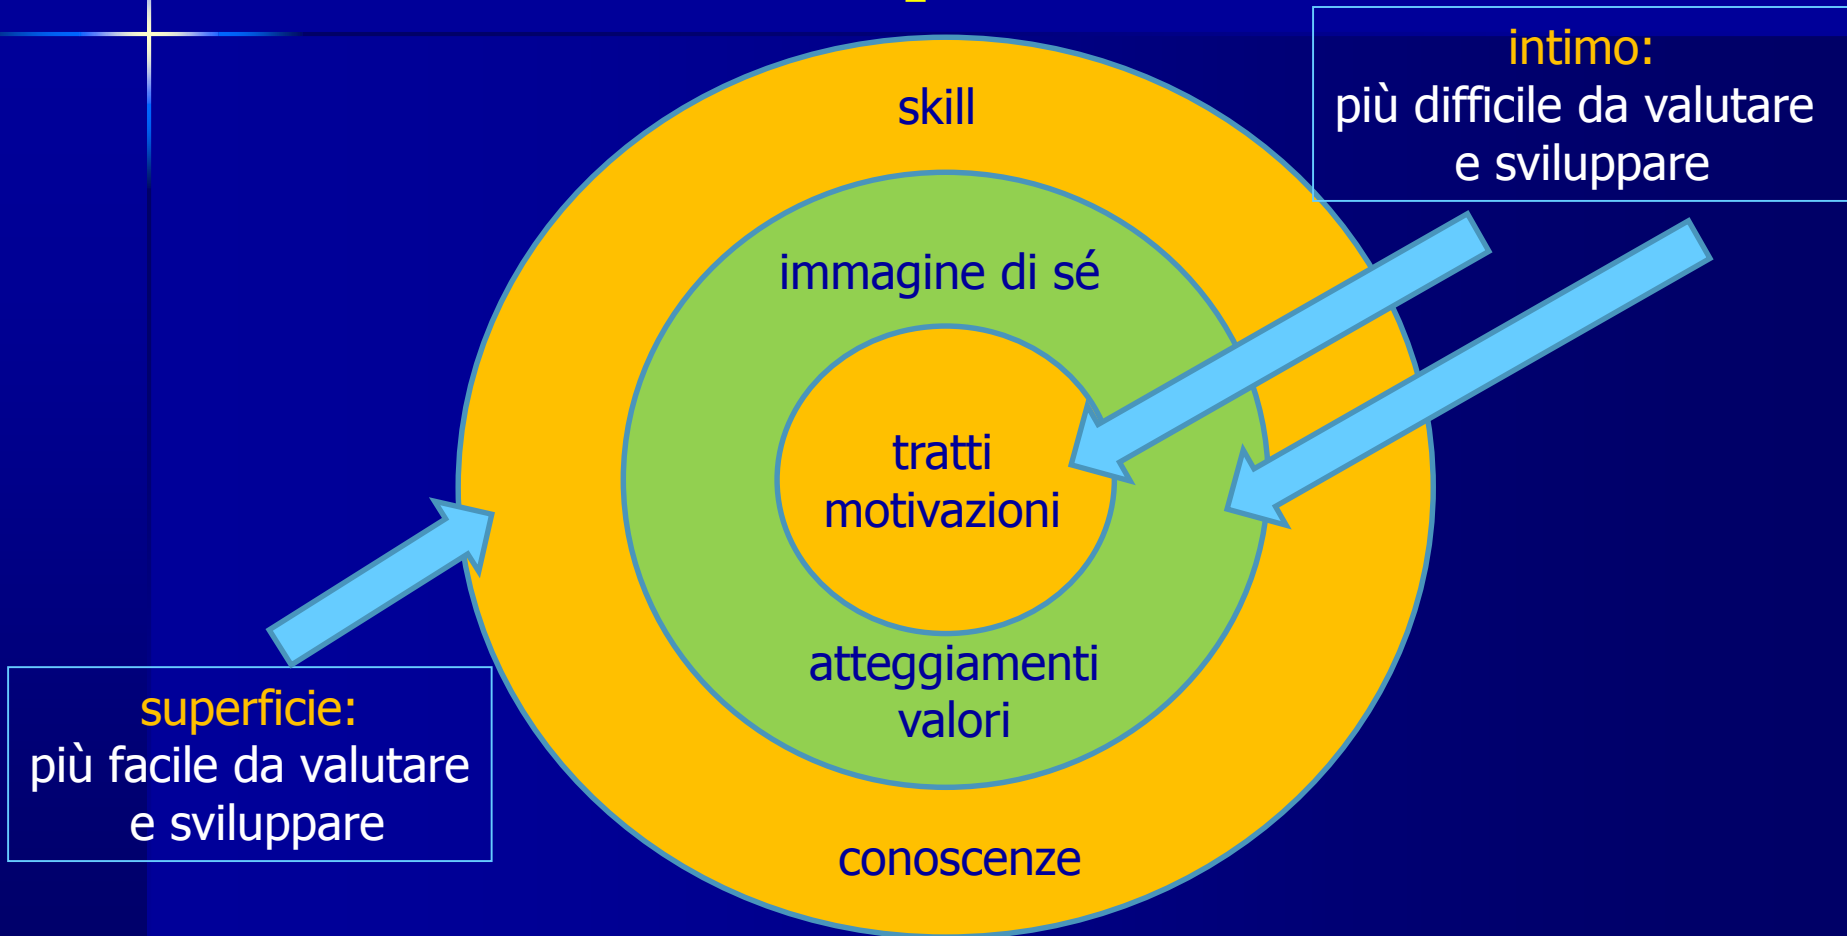 intimo:
più difficile da valutare
e sviluppare
skill
immagine di sé
tratti
motivazioni
atteggiamenti
valori
conoscenze
superficie:
più facile da valutare
e sviluppare